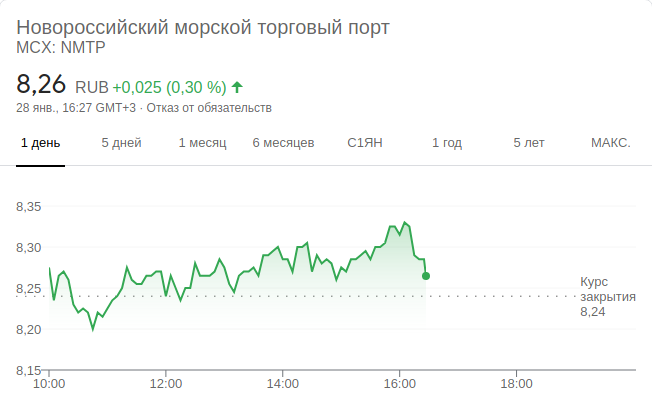 Новороссийский морской торговый порт
MCX: NMTP
8,26 RUB +0,025 (0,30 %)
28 янв., 16:27 GMT+3 · Отказ от обязательств
1 день 5 дней 1 месяц 6 месяцев С1ЯН 1 год 5 лет МАКС.
8,35
8,30
8,25
8,20
8,15
Курс
закрытия
8,24
10:00 12:00 14:00 16:00 18:00